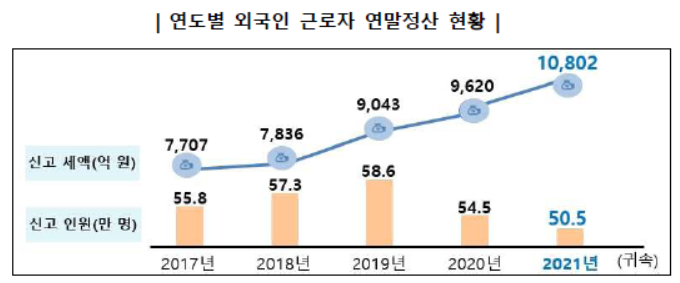 | 연도별 외국인 근로자 연말정산 현황 |
10,802
9,620
9,043
7,836
7,707
신고 세액(억 원)
58.6
57.3
55.8
54.5
50.5
신고 인원(만 명)
2017년 2018년 2019년 2020년 2021년 (귀속)